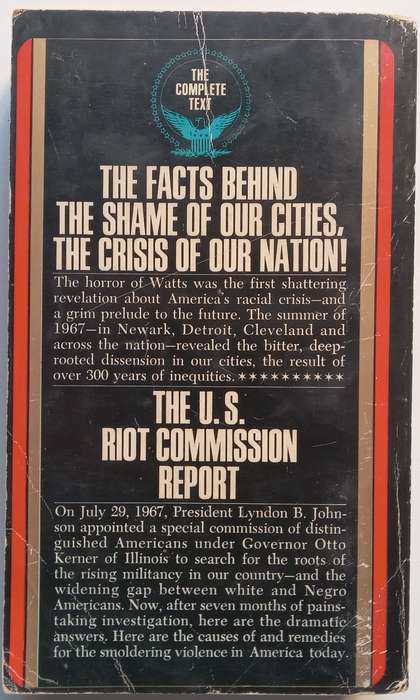 THE
COMPLETE
TEXT
THE FACTS BEHIND
THE SHAME OF OUR CITIES,
THE CRISIS OF OUR NATION!
The horror of Watts was the first shattering
revelation about America's racial crisis—and
a grim prelude to the future. The summer of
1967—in Newark, Detroit, Cleveland and
across the nation—revealed the bitter, deep-
rooted dissension in our cities, the result of
over 300 years of inequities. ★★★★★★★★★★
THE U.S.
RIOT COMMISSION
REPORT
On July 29, 1967, President Lyndon B. John-
son appointed a special commission of distin-
guished Americans under Governor Otto
Kerner of Illinois to search for the roots of
the rising militancy in our country—and the
widening gap between white and Negro
Americans. Now, after seven months of pains-
taking investigation, here are the dramatic
answers. Here are the causes of and remedies
for the smoldering violence in America today.